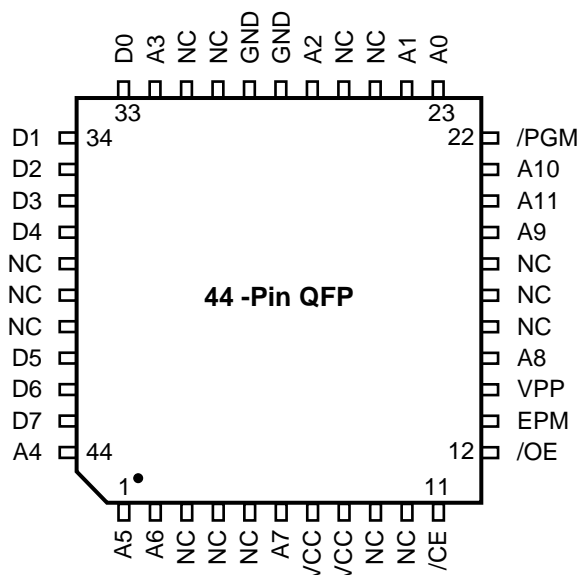 D0 A3 NC NC GND GND A2 NC NC A1 A0
33 23
D1 34 22 /PGM
D2 A10
D3 A11
D4 A9
NC NC
NC 44 -Pin QFP NC
NC NC
D5 A8
D6 VPP
D7 EPM
A4 44 12 /OE
1 11
A5 A6 NC NC NC A7 VCC VCC NC NC /CE